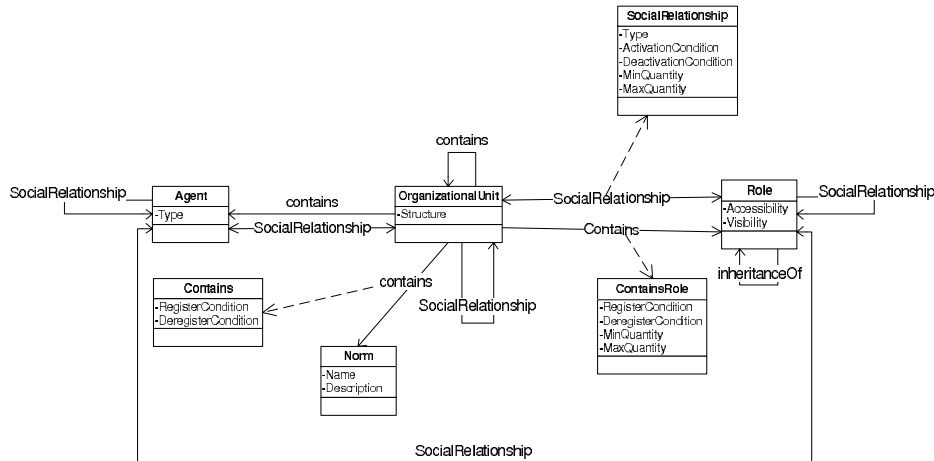 SocialRelationship
-Type
-ActivationCondition
-DeactivationCondition
-MinQuantity
-MaxQuantity
contains
SocialRelationship
Agent
-Type
contains
SocialRelationship
OrganizationalUnit
-Structure
SocialRelationship
Contains
Role
-Accessibility
-Visibility
SocialRelationship
inheritanceOf
Contains
-RegisterCondition
-DeregisterCondition
contains
SocialRelationship
ContainsRole
-RegisterCondition
-DeregisterCondition
-MinQuantity
-MaxQuantity
Norm
-Name
-Description
SocialRelationship